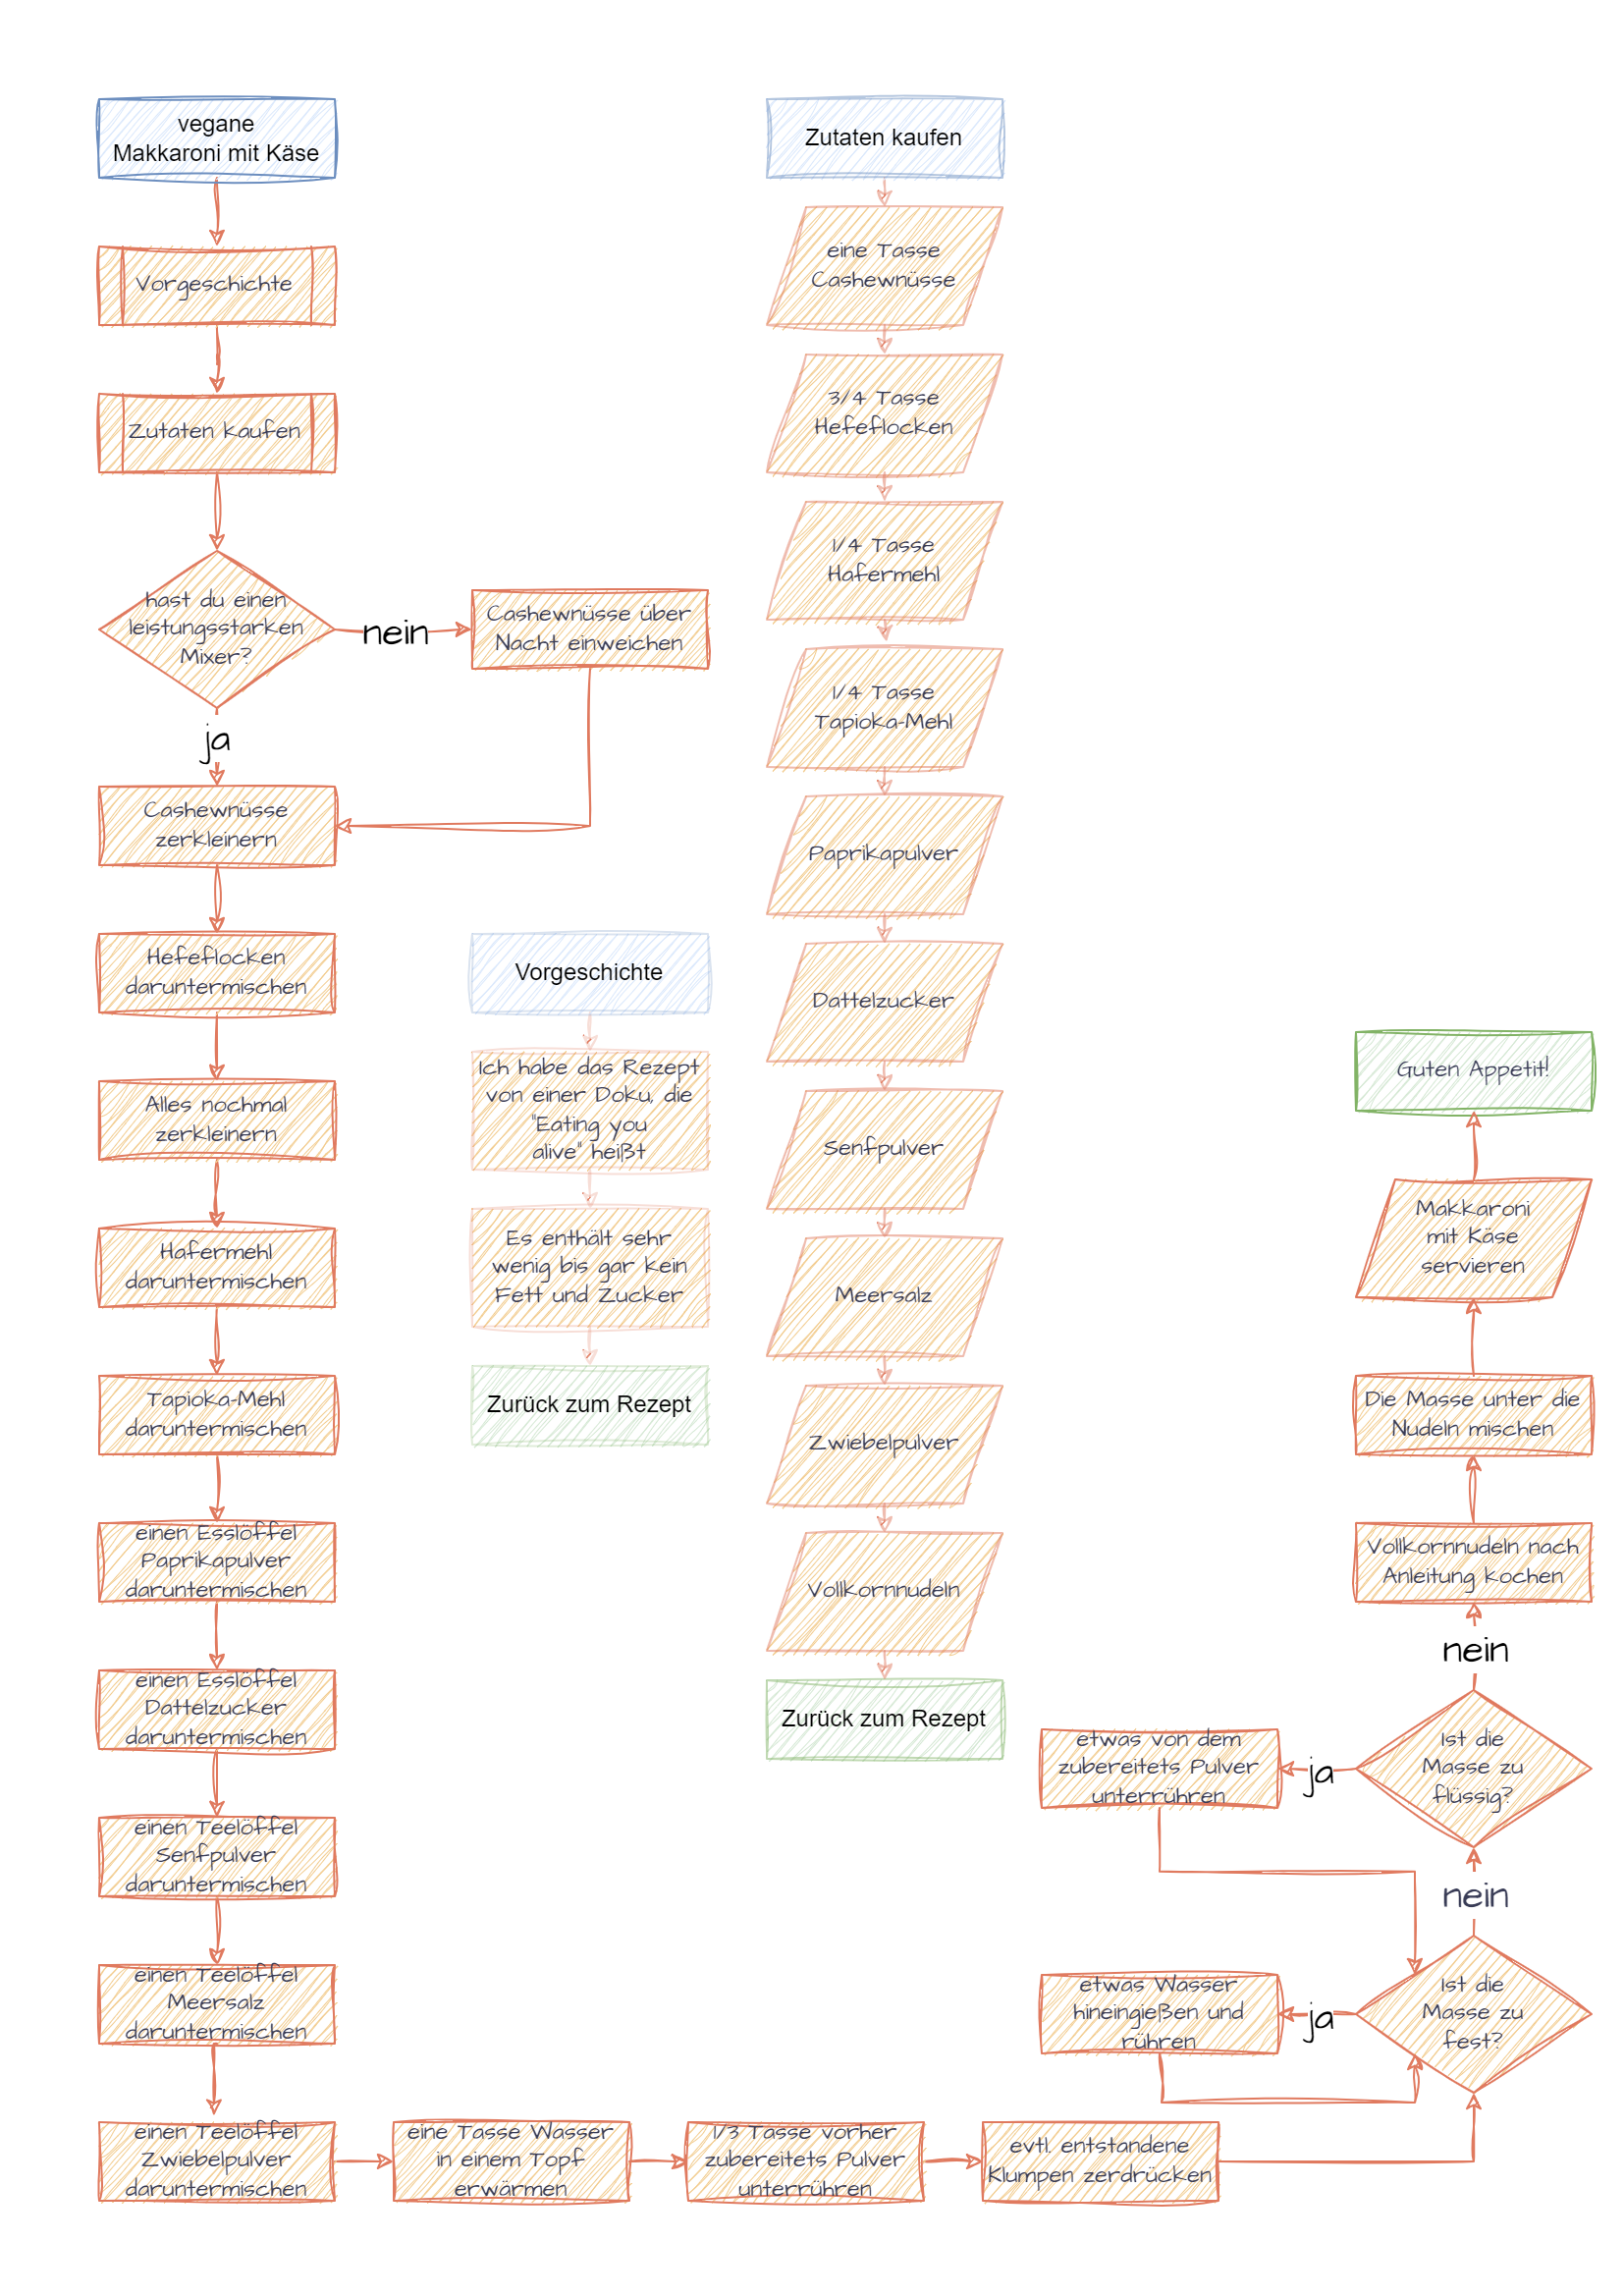 vegane
Makkaroni mit Käse
Vorgeschichte
Zutaten kaufen
hast du einen
leistungsstarken
Mixer?
nein
Cashewnüsse über
Nacht einweichen
ja
Cashewnüsse
zerkleinern
Hefeflocken
daruntermischen
Alles nochmal
zerkleinern
Hafermehl
daruntermischen
Tapioka-Mehl
daruntermischen
einen Esslöffel
Paprikapulver
daruntermischen
einen Esslöffel
Dattelzucker
daruntermischen
einen Teelöffel
Senfpulver
daruntermischen
einen Teelöffel
Meersalz
daruntermischen
einen Teelöffel
Zwiebelpulver
daruntermischen
eine Tasse Wasser
in einem Topf
erwärmen
1/3 Tasse vorher
zubereitets Pulver
unterrühren
evtl. entstandene
Klumpen zerdrücken
Ist die
Masse zu
fest?
ja
etwas Wasser
hineingießen und
rühren
nein
Ist die
Masse zu
flüssig?
ja
etwas von dem
zubereitets Pulver
unterrühren
nein
Vollkornnudeln nach
Anleitung kochen
Die Masse unter die
Nudeln mischen
Makkaroni
mit Käse
servieren
Guten Appetit!
Vorgeschichte
Ich habe das Rezept
von einer Doku, die
"Eating you
alive" heißt
Es enthält sehr
wenig bis gar kein
Fett und Zucker
Zurück zum Rezept
Zutaten kaufen
eine Tasse
Cashewnüsse
3/4 Tasse
Hefeflocken
1/4 Tasse
Hafermehl
1/4 Tasse
Tapioka-Mehl
Paprikapulver
Dattelzucker
Senfpulver
Meersalz
Zwiebelpulver
Vollkornnudeln
Zurück zum Rezept